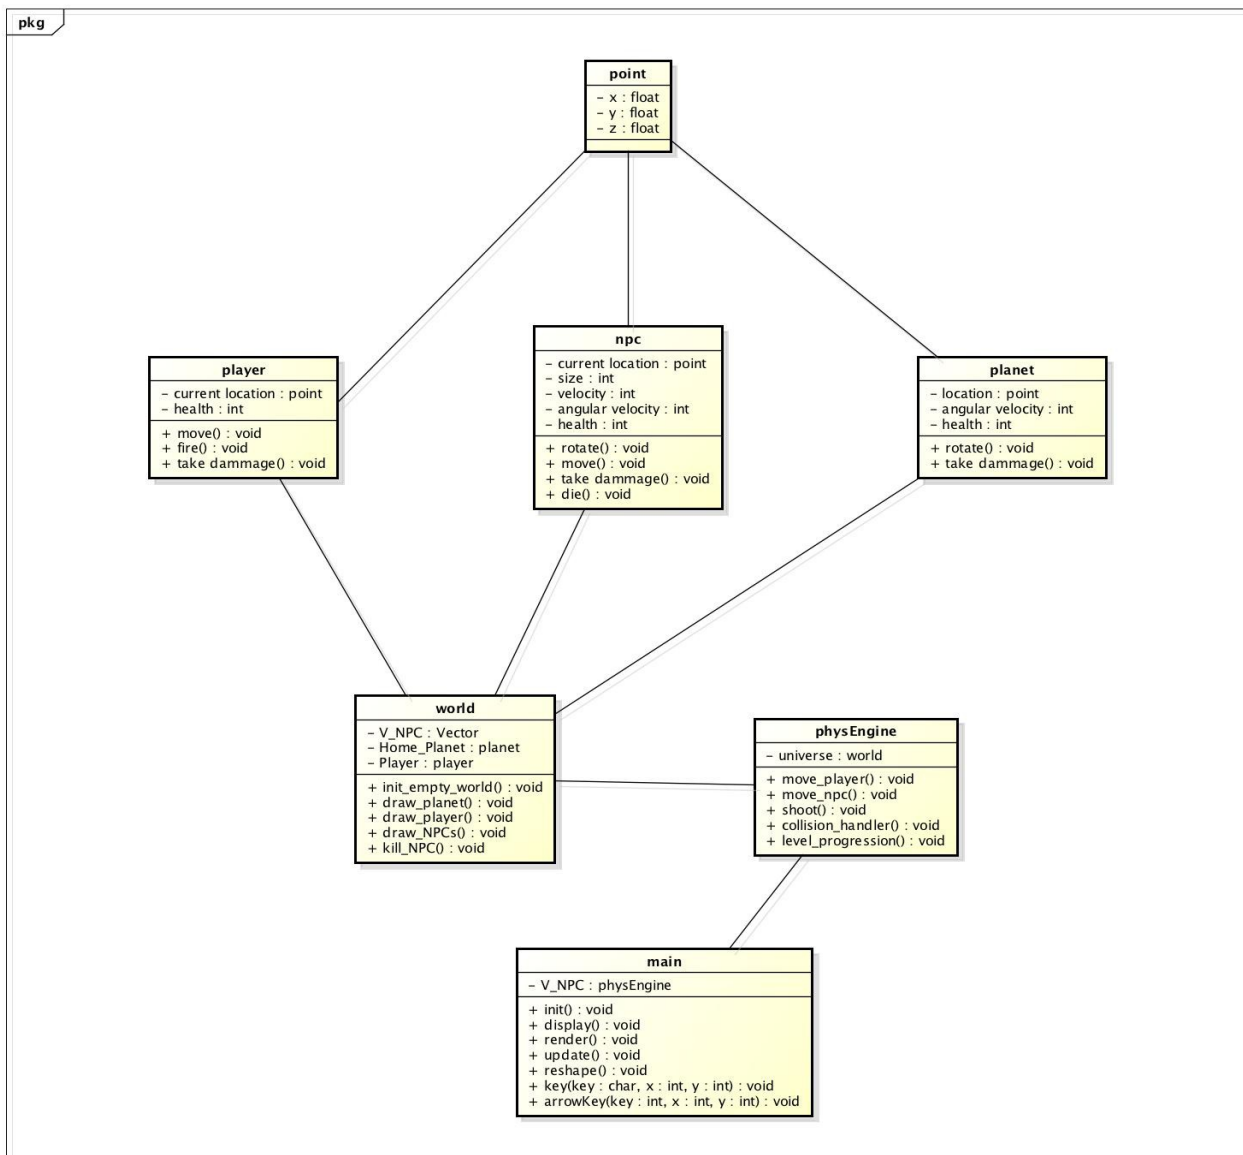 pkg
point
– x : float
– y : float
– z : float
player
– current location : point
– health : int
+ move() : void
+ fire() : void
+ take dammage() : void
npc
– current location : point
– size : int
– velocity : int
– angular velocity : int
– health : int
+ rotate() : void
+ move() : void
+ take dammage() : void
+ die() : void
planet
– location : point
– angular velocity : int
– health : int
+ rotate() : void
+ take dammage() : void
world
– V_NPC : Vector
– Home_Planet : planet
– Player : player
+ init_empty_world() : void
+ draw_planet() : void
+ draw_player() : void
+ draw_NPCs() : void
+ kill_NPC() : void
physEngine
– universe : world
+ move_player() : void
+ move_npc() : void
+ shoot() : void
+ collision_handler() : void
+ level_progression() : void
main
– V_NPC : physEngine
+ init() : void
+ display() : void
+ render() : void
+ update() : void
+ reshape() : void
+ key(key : char, x : int, y : int) : void
+ arrowKey(key : int, x : int, y : int) : void